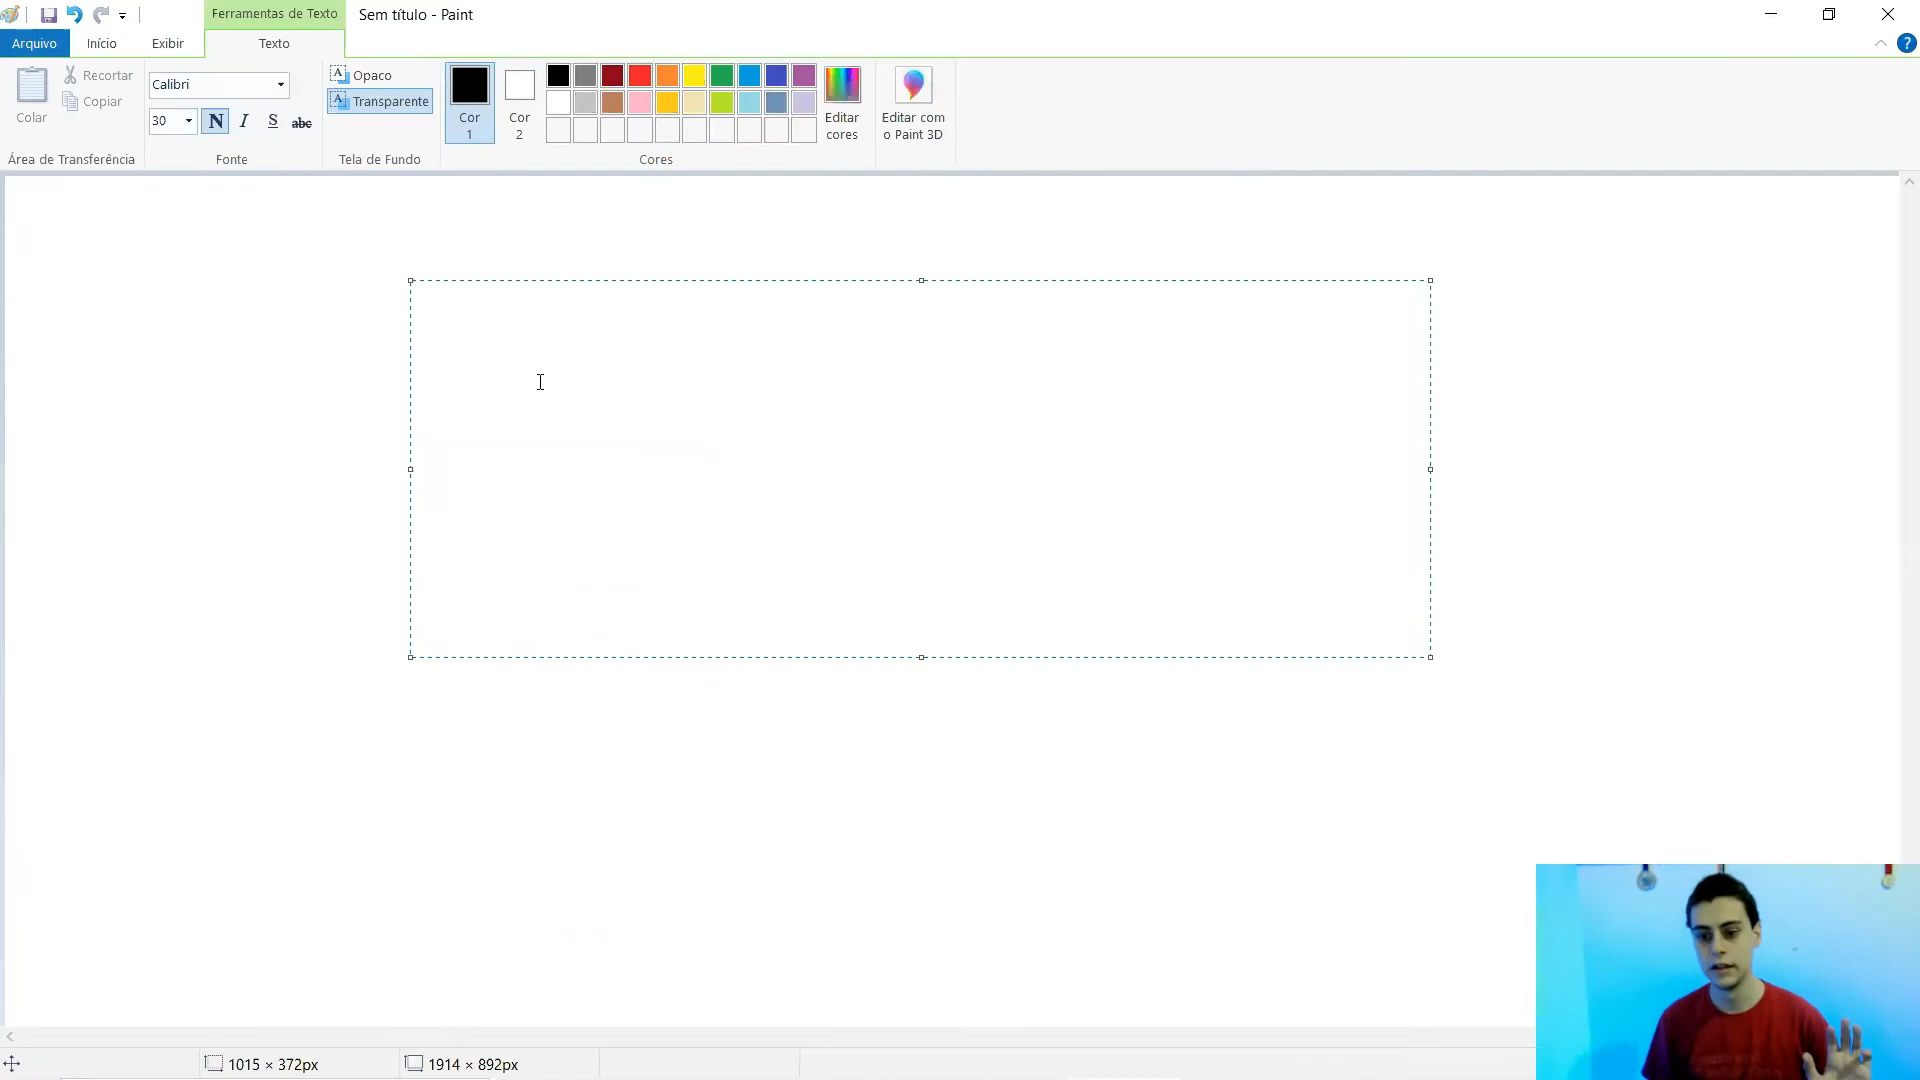 Ferramentas de Texto
Sem título - Paint
Arquivo
Início
Exibir
Texto
Colar
Recortar
Copiar
Área de Transferência
Calibri
30
N
I
S
abc
Fonte
A Opaco
A Transparente
Tela de Fundo
Cor
1
Cor
2
Editar
cores
Cores
Editar com
o Paint 3D
?
1015 × 372px
1914 × 892px